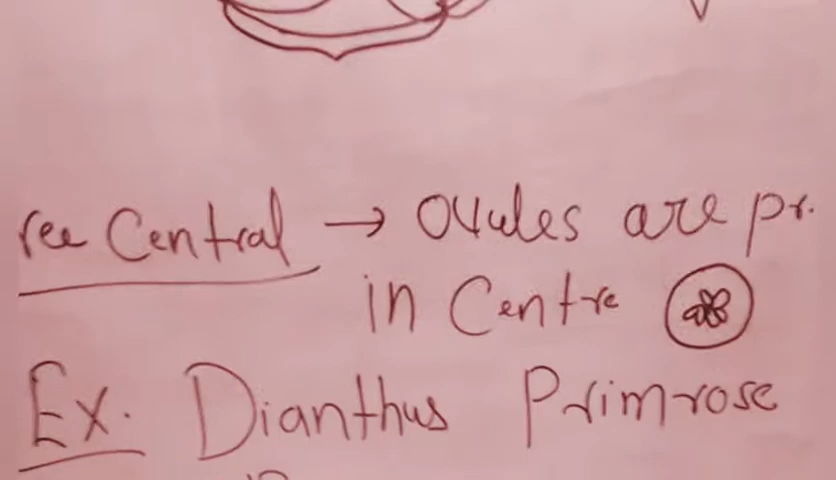 ree Central → Ovules are pr.
in Centre
Ex. Dianthus Primrose